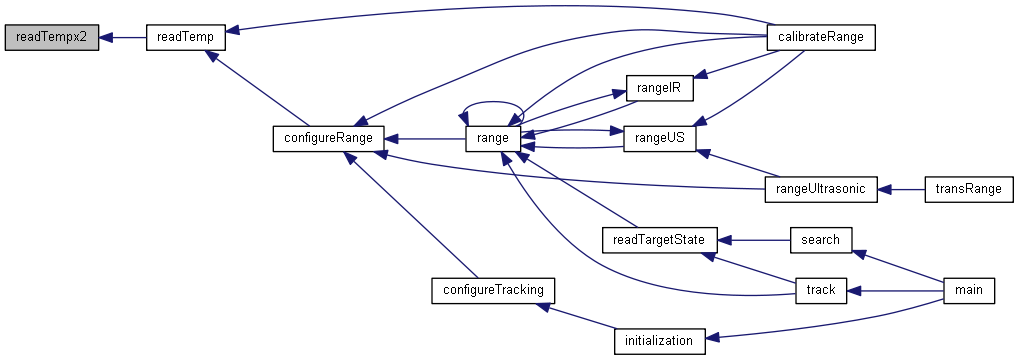 readTempx2
readTemp
calibrateRange
rangeIR
configureRange
range
rangeUS
rangeUltrasonic
transRange
readTargetState
search
configureTracking
track
main
initialization